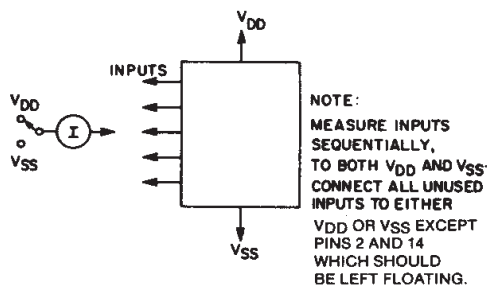 VDD
INPUTS
VDD
I
VSS
VSS
NOTE:
MEASURE INPUTS
SEQUENTIALLY,
TO BOTH VDD AND VSS.
CONNECT ALL UNUSED
INPUTS TO EITHER
VDD OR VSS EXCEPT
PINS 2 AND 14
WHICH SHOULD
BE LEFT FLOATING.